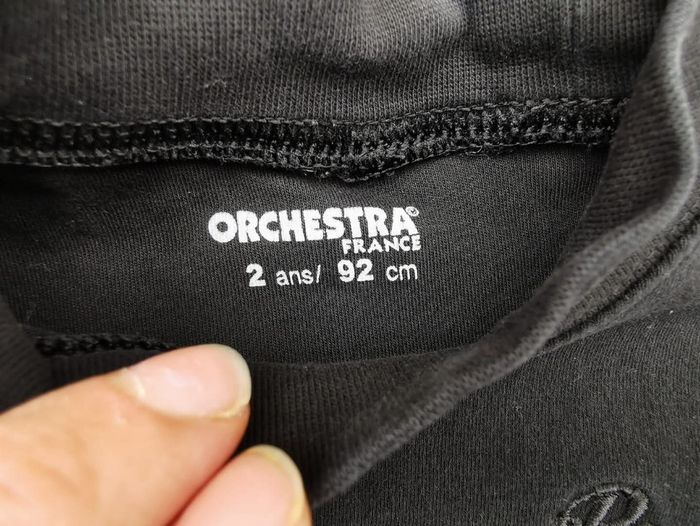 ORCHESTRA©
FRANCE
2 ans/ 92 cm